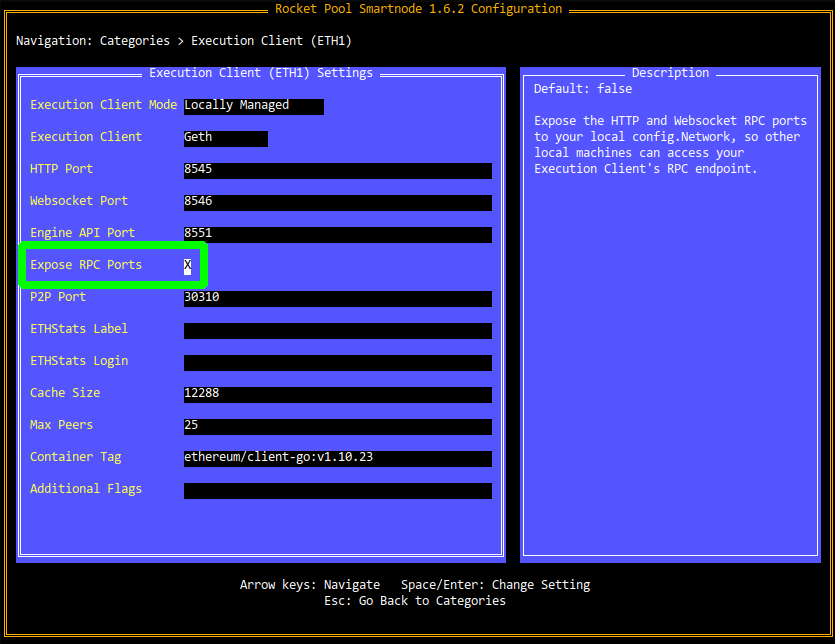 Rocket Pool Smartnode 1.6.2 Configuration
Navigation: Categories > Execution Client (ETH1)
Execution Client (ETH1) Settings
Execution Client Mode Locally Managed
Execution Client Geth
HTTP Port 8545
Websocket Port 8546
Engine API Port 8551
Expose RPC Ports X
P2P Port 30310
ETHStats Label
ETHStats Login
Cache Size 12288
Max Peers 25
Container Tag ethereum/client-go:v1.10.23
Additional Flags
Description
Default: false
Expose the HTTP and Websocket RPC ports
to your local config.Network, so other
local machines can access your
Execution Client's RPC endpoint.
Arrow keys: Navigate Space/Enter: Change Setting
Esc: Go Back to Categories